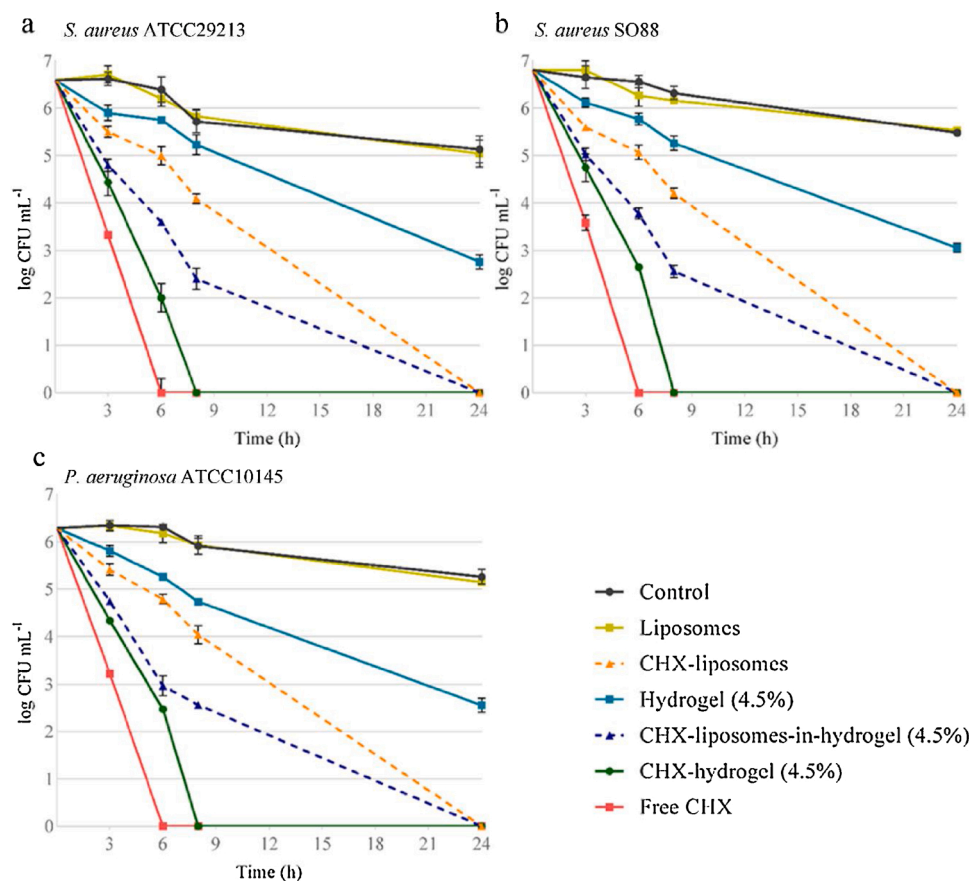 a S. aureus ATCC29213
7
6
5
4
3
2
1
0
log CFU mL⁻¹
3 6 9 12 15 18 21 24
Time (h)
b S. aureus SO88
7
6
5
4
3
2
1
0
log CFU mL⁻¹
3 6 9 12 15 18 21 24
Time (h)
c P. aeruginosa ATCC10145
7
6
5
4
3
2
1
0
log CFU mL⁻¹
3 6 9 12 15 18 21 24
Time (h)
Control
Liposomes
CHX-liposomes
Hydrogel (4.5%)
CHX-liposomes-in-hydrogel (4.5%)
CHX-hydrogel (4.5%)
Free CHX